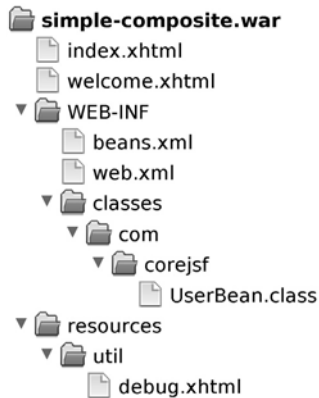 simple-composite.war
index.xhtml
welcome.xhtml
WEB-INF
beans.xml
web.xml
classes
com
corejsf
UserBean.class
resources
util
debug.xhtml